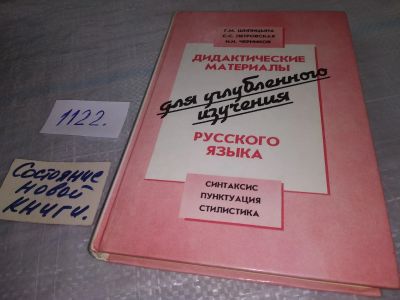 Г.М. ШИПИЦЫНА
С.С. ПЕТРОВСКАЯ
И.Н. ЧЕРНИКОВ
ДИДАКТИЧЕСКИЕ
МАТЕРИАЛЫ
для углубленного
изучения
РУССКОГО
ЯЗЫКА
СИНТАКСИС
ПУНКТУАЦИЯ
СТИЛИСТИКА
1122.
Состояние
новой
книги.